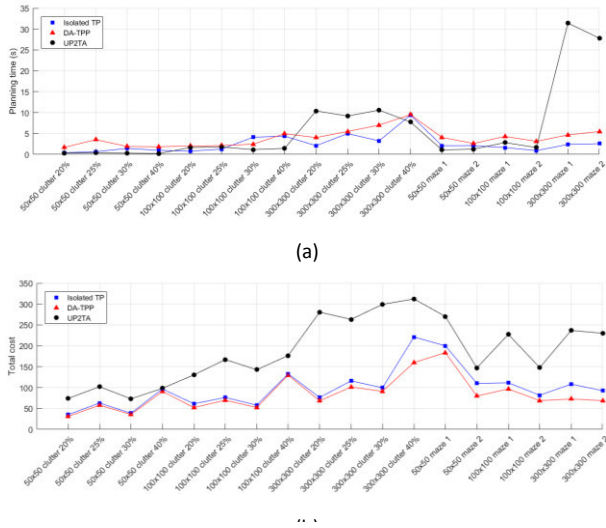 35
30
25
20
15
10
5
0
Planning time (s)
Isolated TP
DA-TPP
UP2TA
50x50 clutter 20%
50x50 clutter 25%
50x50 clutter 30%
50x50 clutter 40%
100x100 clutter 20%
100x100 clutter 25%
100x100 clutter 30%
100x100 clutter 40%
300x300 clutter 20%
300x300 clutter 25%
300x300 clutter 30%
300x300 clutter 40%
50x50 maze 1
50x50 maze 2
100x100 maze 1
100x100 maze 2
300x300 maze 1
300x300 maze 2
(a)
350
300
250
200
150
100
50
0
Total cost
Isolated TP
DA-TPP
UP2TA
50x50 clutter 20%
50x50 clutter 25%
50x50 clutter 30%
50x50 clutter 40%
100x100 clutter 20%
100x100 clutter 25%
100x100 clutter 30%
100x100 clutter 40%
300x300 clutter 20%
300x300 clutter 25%
300x300 clutter 30%
300x300 clutter 40%
50x50 maze 1
50x50 maze 2
100x100 maze 1
100x100 maze 2
300x300 maze 1
300x300 maze 2